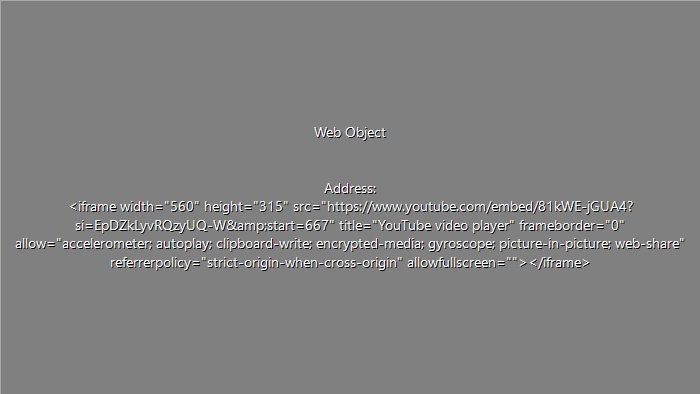 Web Object
Address:
<iframe width="560" height="315" src="https://www.youtube.com/embed/81kWE-jGUA4?
si=EpDZkLyvRQzyUQ-W&amp;start=667" title="YouTube video player" frameborder="0"
allow="accelerometer; autoplay; clipboard-write; encrypted-media; gyroscope; picture-in-picture; web-share"
referrerpolicy="strict-origin-when-cross-origin" allowfullscreen=""></iframe>